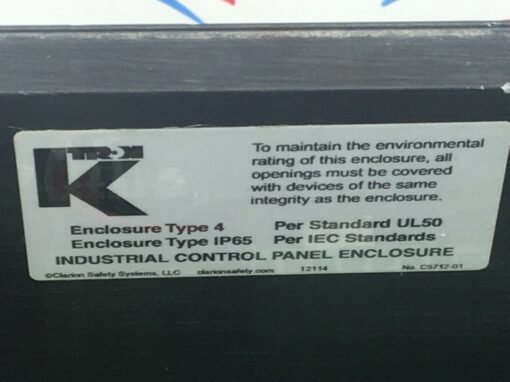 K-TRON
To maintain the environmental
rating of this enclosure, all
openings must be covered
with devices of the same
integrity as the enclosure.
Enclosure Type 4 Per Standard UL50
Enclosure Type IP65 Per IEC Standards
INDUSTRIAL CONTROL PANEL ENCLOSURE
©Clarion Safety Systems, LLC clarionsafety.com 12114 No. C5712-01